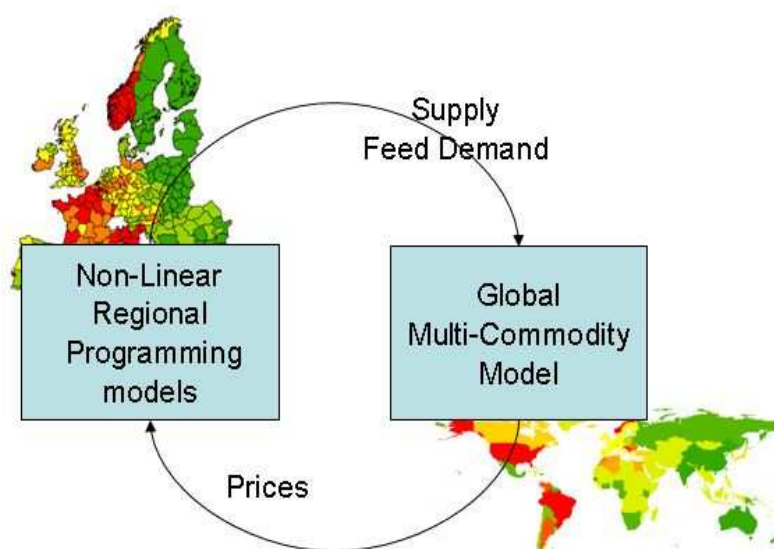 Supply
Feed Demand
Non-Linear
Regional
Programming
models
Global
Multi-Commodity
Model
Prices